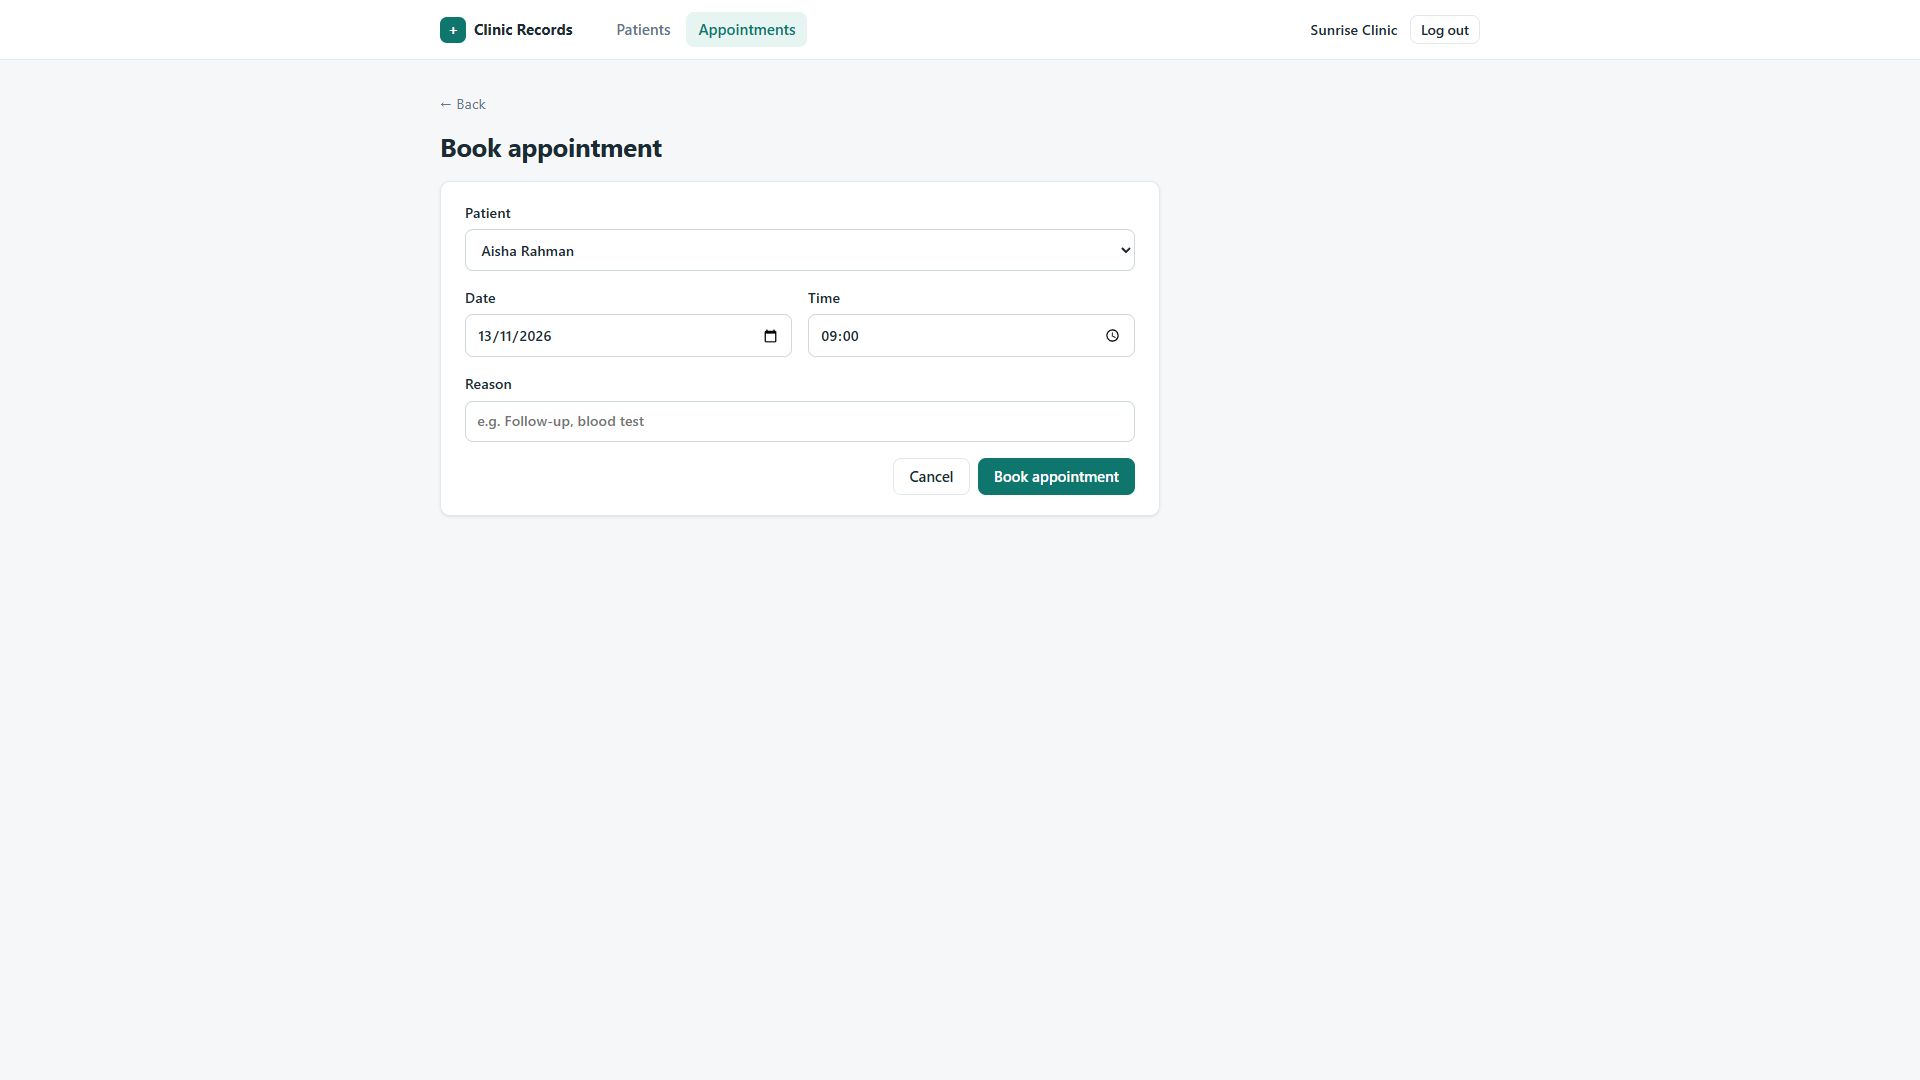 + Clinic Records Patients Appointments Sunrise Clinic Log out
← Back
Book appointment
Patient
Aisha Rahman
Date Time
13/11/2026 09:00
Reason
e.g. Follow-up, blood test
Cancel Book appointment